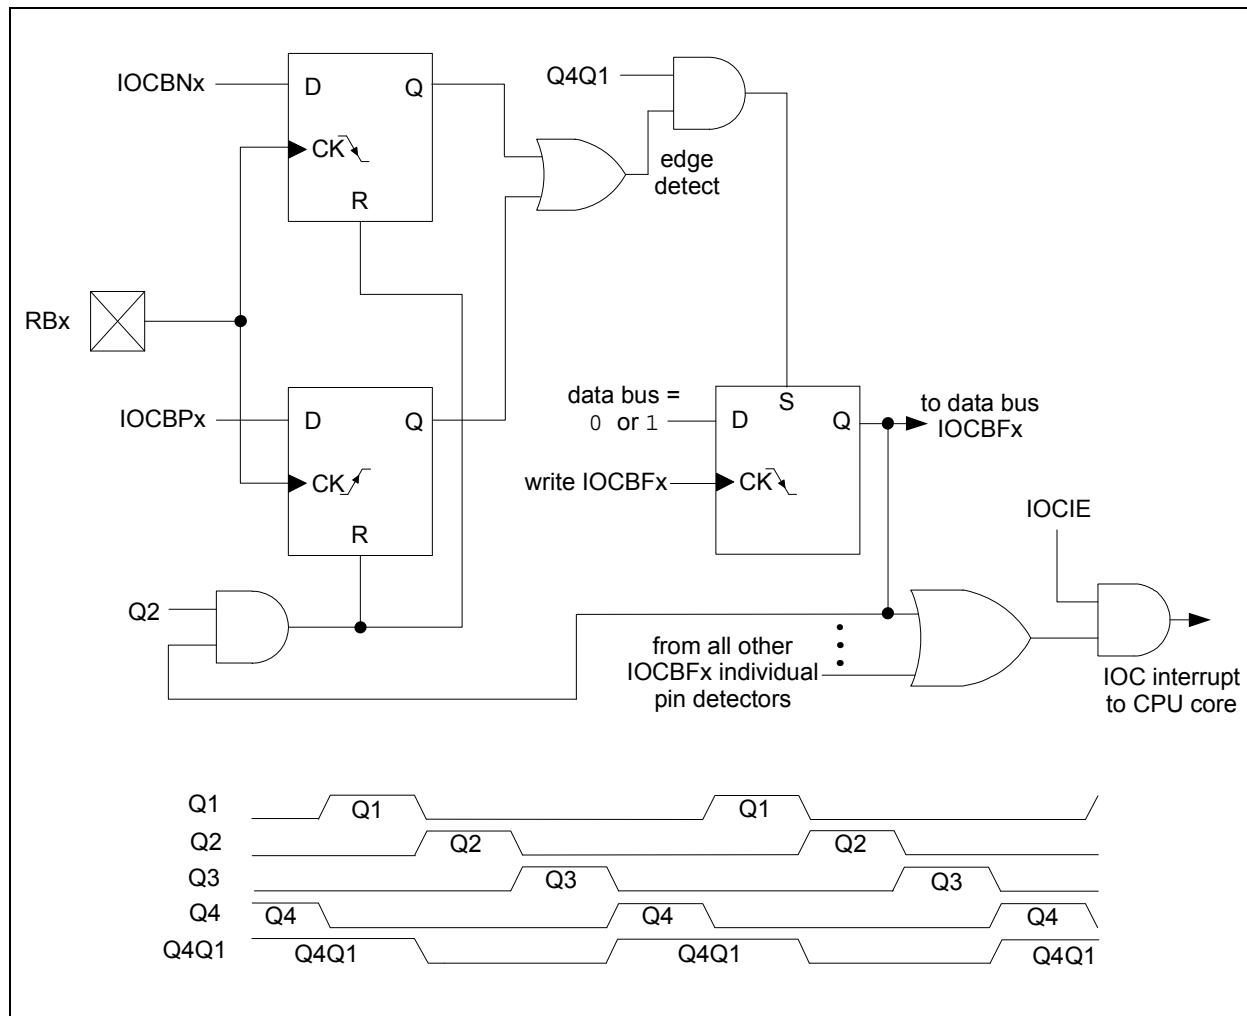 IOCBNx
D
Q
CK
R
Q4Q1
edge
detect
RBx
IOCBPx
D
Q
CK
R
data bus =
0 or 1
S
D
Q
to data bus
IOCBFx
write IOCBFx
CK
IOCIE
Q2
from all other
IOCBFx individual
pin detectors
IOC interrupt
to CPU core
Q1 Q1 Q1
Q2 Q2 Q2
Q3 Q3 Q3
Q4 Q4 Q4 Q4
Q4Q1 Q4Q1 Q4Q1 Q4Q1